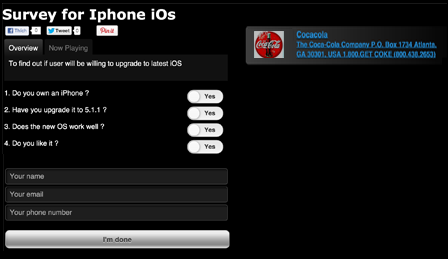 Survey for Iphone iOs
Thích 0 Tweet 0 Pin it
Overview Now Playing
To find out if user will be willing to upgrade to latest iOS
1. Do you own an iPhone ? Yes
2. Have you upgrade it to 5.1.1 ? Yes
3. Does the new OS work well ? Yes
4. Do you like it ? Yes
Your name
Your email
Your phone number
I'm done
Coca-Cola
Cocacola
The Coca-Cola Company P.O. Box 1734 Atlanta,
GA 30301, USA 1.800.GET COKE (800.438.2653)